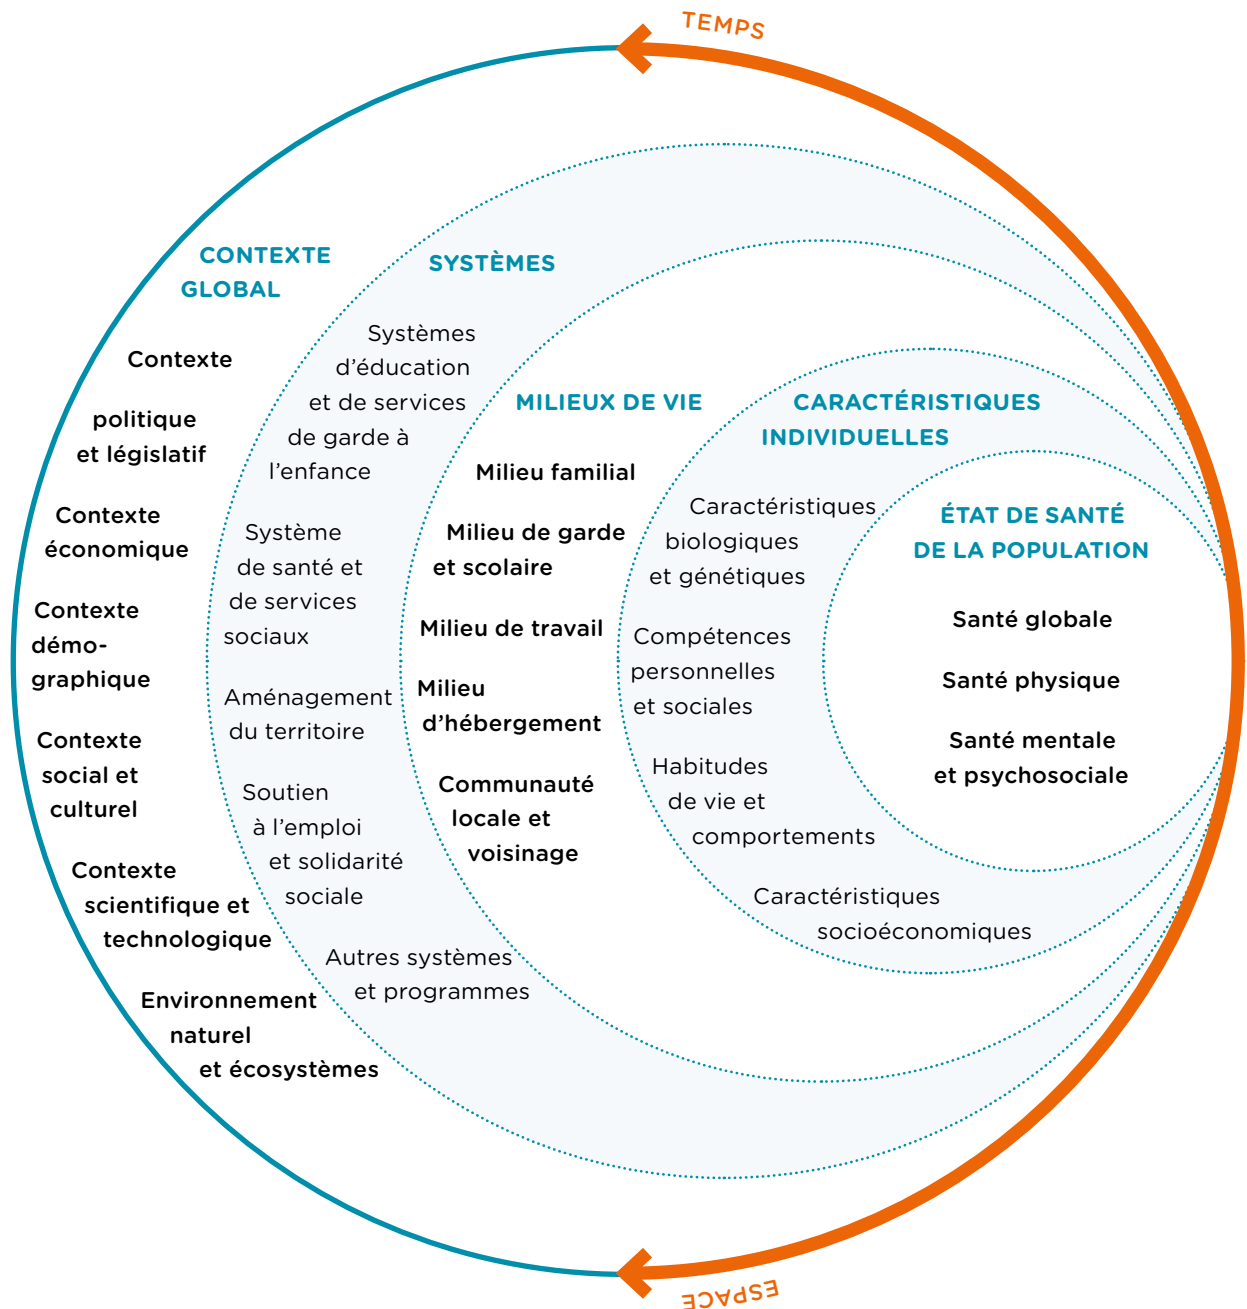 TEMPS
CONTEXTE
GLOBAL
Contexte
politique
et législatif
Contexte
économique
Contexte
démo-
graphique
Contexte
social et
culturel
Contexte
scientifique et
technologique
Environnement
naturel
et écosystèmes
SYSTÈMES
Systèmes
d’éducation
et de services
de garde à
l’enfance
Système
de santé et
de services
sociaux
Aménagement
du territoire
Soutien
à l’emploi
et solidarité
sociale
Autres systèmes
et programmes
MILIEUX DE VIE
Milieu familial
Milieu de garde
et scolaire
Milieu de travail
Milieu
d’hébergement
Communauté
locale et
voisinage
CARACTÉRISTIQUES
INDIVIDUELLES
Caractéristiques
biologiques
et génétiques
Compétences
personnelles
et sociales
Habitudes
de vie et
comportements
Caractéristiques
socioéconomiques
ÉTAT DE SANTÉ
DE LA POPULATION
Santé globale
Santé physique
Santé mentale
et psychosociale
ESPACE